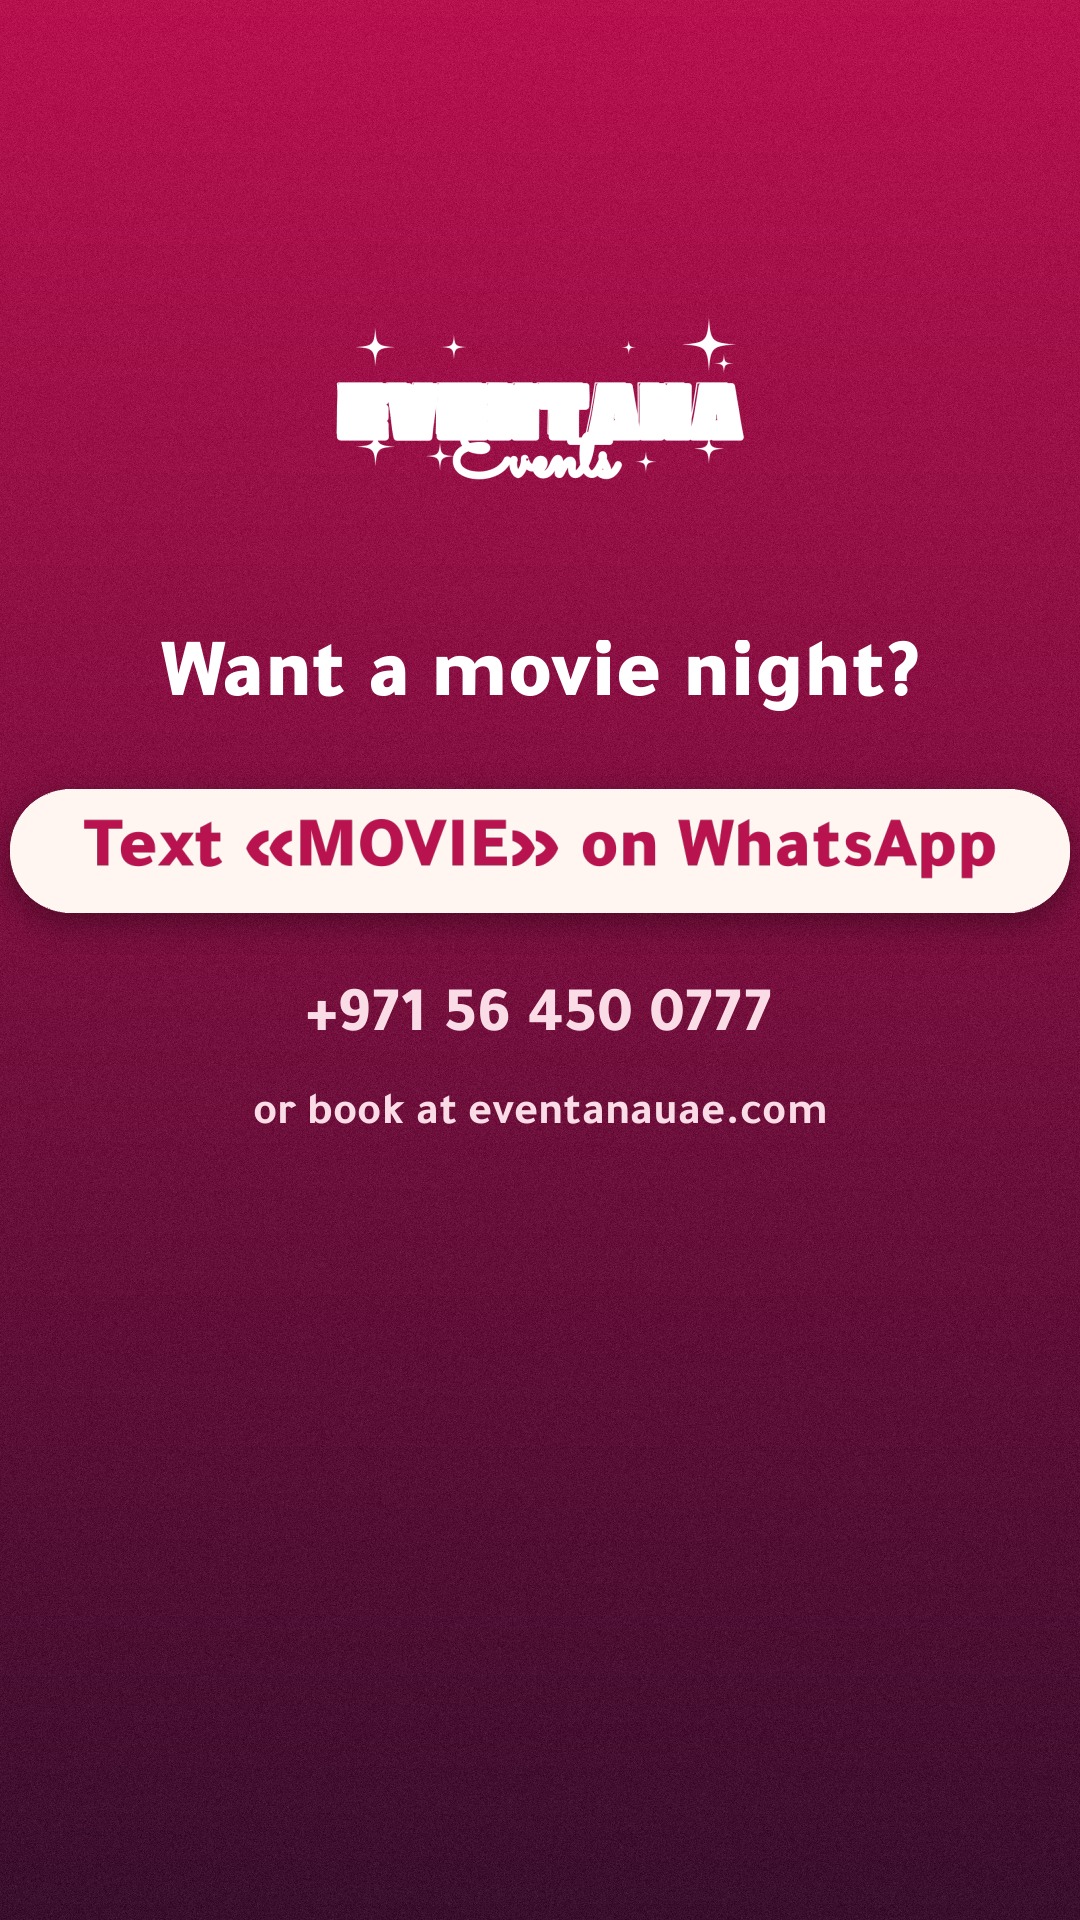 EVENTANA
Events
Want a movie night?
Text «MOVIE» on WhatsApp
+971 56 450 0777
or book at eventanauae.com